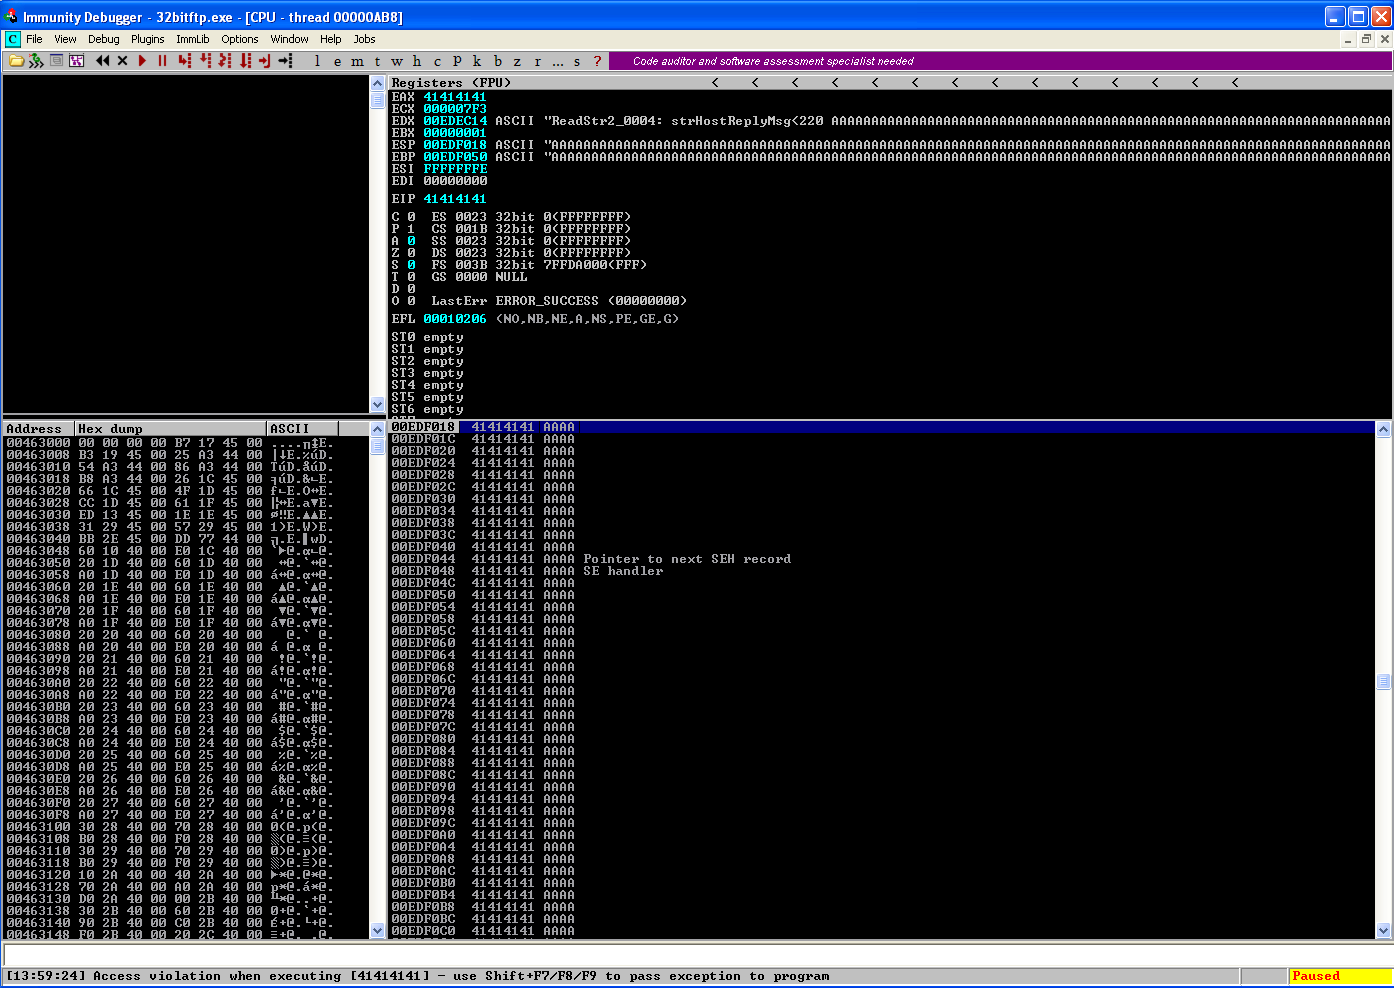 Immunity Debugger - 32bitftp.exe - [CPU - thread 00000AB8]
C File View Debug Plugins ImmLib Options Window Help Jobs
l e m t w h c P k b z r ... s ? Code auditor and software assessment specialist needed
Registers (FPU) < < < < < < < < < < < < < <
EAX 41414141
ECX 000007F3
EDX 00EDEC14 ASCII "ReadStr2_0004: strHostReplyMsg<220
EBX 00000001
ESP 00EDF018 ASCII
EBP 00EDF050 ASCII
ESI FFFFFFFE
EDI 00000000
EIP 41414141
C 0 ES 0023 32bit 0(FFFFFFFF)
P 1 CS 001B 32bit 0(FFFFFFFF)
A 0 SS 0023 32bit 0(FFFFFFFF)
Z 0 DS 0023 32bit 0(FFFFFFFF)
S 0 FS 003B 32bit 7FFDA000(FFF)
T 0 GS 0000 NULL
D 0
O 0 LastErr ERROR_SUCCESS (00000000)
EFL 00010206 (NO,NB,NE,A,NS,PE,GE,G)
ST0 empty
ST1 empty
ST2 empty
ST3 empty
ST4 empty
ST5 empty
ST6 empty
Address Hex dump ASCII
00463000 00 00 00 00 B7 17 45 00
00463008 B3 19 45 00 25 A3 44 00
00463010 54 A3 44 00 86 A3 44 00
00463018 B8 A3 44 00 26 1C 45 00
00463020 66 1C 45 00 4F 1D 45 00
00463028 CC 1D 45 00 61 1F 45 00
00463030 ED 13 45 00 1E 1E 45 00
00463038 31 29 45 00 57 29 45 00
00463040 BB 2E 45 00 DD 77 44 00
00463048 60 10 40 00 E0 1C 40 00
00463050 20 1D 40 00 60 1D 40 00
00463058 A0 1D 40 00 E0 1D 40 00
00463060 20 1E 40 00 60 1E 40 00
00463068 A0 1E 40 00 E0 1E 40 00
00463070 20 1F 40 00 60 1F 40 00
00463078 A0 1F 40 00 E0 1F 40 00
00463080 20 20 40 00 60 20 40 00
00463088 A0 20 40 00 E0 20 40 00
00463090 20 21 40 00 60 21 40 00
00463098 A0 21 40 00 E0 21 40 00
004630A0 20 22 40 00 60 22 40 00
004630A8 A0 22 40 00 E0 22 40 00
004630B0 20 23 40 00 60 23 40 00
004630B8 A0 23 40 00 E0 23 40 00
004630C0 20 24 40 00 60 24 40 00
004630C8 A0 24 40 00 E0 24 40 00
004630D0 20 25 40 00 60 25 40 00
004630D8 A0 25 40 00 E0 25 40 00
004630E0 20 26 40 00 60 26 40 00
004630E8 A0 26 40 00 E0 26 40 00
004630F0 20 27 40 00 60 27 40 00
004630F8 A0 27 40 00 E0 27 40 00
00463100 30 28 40 00 70 28 40 00
00463108 B0 28 40 00 F0 28 40 00
00463110 30 29 40 00 70 29 40 00
00463118 B0 29 40 00 F0 29 40 00
00463120 10 2A 40 00 40 2A 40 00
00463128 70 2A 40 00 A0 2A 40 00
00463130 D0 2A 40 00 00 2B 40 00
00463138 30 2B 40 00 60 2B 40 00
00463140 90 2B 40 00 C0 2B 40 00
00463148 F0 2B 40 00 20 2C 40 00
00EDF018 41414141 AAAA
00EDF01C 41414141 AAAA
00EDF020 41414141 AAAA
00EDF024 41414141 AAAA
00EDF028 41414141 AAAA
00EDF02C 41414141 AAAA
00EDF030 41414141 AAAA
00EDF034 41414141 AAAA
00EDF038 41414141 AAAA
00EDF03C 41414141 AAAA
00EDF040 41414141 AAAA
00EDF044 41414141 AAAA Pointer to next SEH record
00EDF048 41414141 AAAA SE handler
00EDF04C 41414141 AAAA
00EDF050 41414141 AAAA
00EDF054 41414141 AAAA
00EDF058 41414141 AAAA
00EDF05C 41414141 AAAA
00EDF060 41414141 AAAA
00EDF064 41414141 AAAA
00EDF068 41414141 AAAA
00EDF06C 41414141 AAAA
00EDF070 41414141 AAAA
00EDF074 41414141 AAAA
00EDF078 41414141 AAAA
00EDF07C 41414141 AAAA
00EDF080 41414141 AAAA
00EDF084 41414141 AAAA
00EDF088 41414141 AAAA
00EDF08C 41414141 AAAA
00EDF090 41414141 AAAA
00EDF094 41414141 AAAA
00EDF098 41414141 AAAA
00EDF09C 41414141 AAAA
00EDF0A0 41414141 AAAA
00EDF0A4 41414141 AAAA
00EDF0A8 41414141 AAAA
00EDF0AC 41414141 AAAA
00EDF0B0 41414141 AAAA
00EDF0B4 41414141 AAAA
00EDF0B8 41414141 AAAA
00EDF0BC 41414141 AAAA
00EDF0C0 41414141 AAAA
[13:59:24] Access violation when executing [41414141] - use Shift+F7/F8/F9 to pass exception to program
Paused